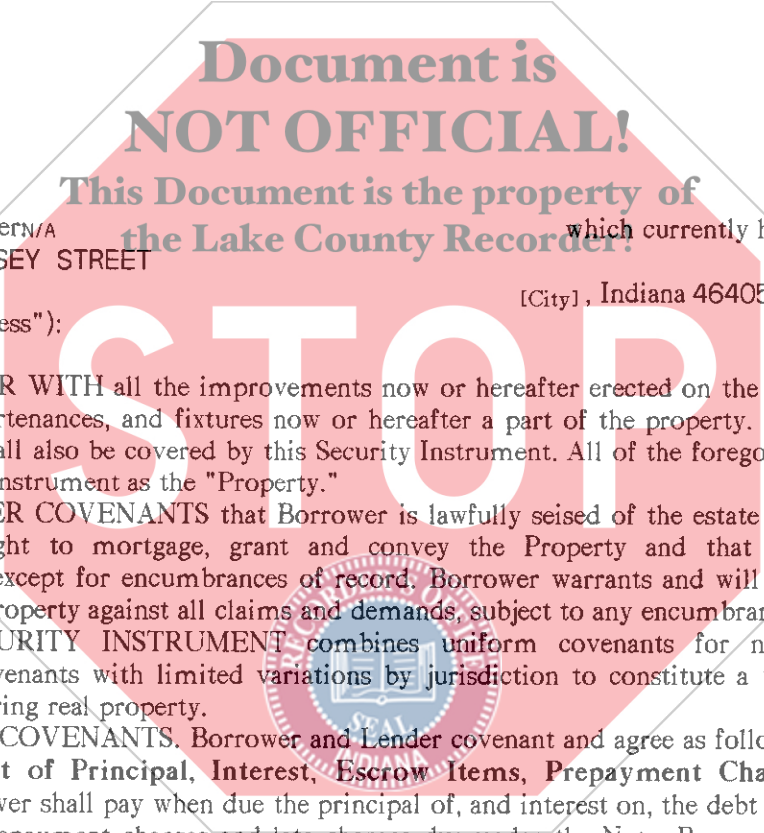 Document is
NOT OFFICIAL!
This Document is the property of
the Lake County Recorder!
erN/A which currently h
SEY STREET
[City], Indiana 46405
ess"):
STOP
R WITH all the improvements now or hereafter erected on the
rtenances, and fixtures now or hereafter a part of the property.
all also be covered by this Security Instrument. All of the forego
nstrument as the "Property."
ER COVENANTS that Borrower is lawfully seised of the estate
ght to mortgage, grant and convey the Property and that
except for encumbrances of record. Borrower warrants and will
roperty against all claims and demands, subject to any encumbran
URITY INSTRUMENT combines uniform covenants for n
venants with limited variations by jurisdiction to constitute a
ring real property.
RECORDER'S OFFICE
SEAL
INDIANA
COVENANTS. Borrower and Lender covenant and agree as follo
t of Principal, Interest, Escrow Items, Prepayment Cha
wer shall pay when due the principal of, and interest on, the debt